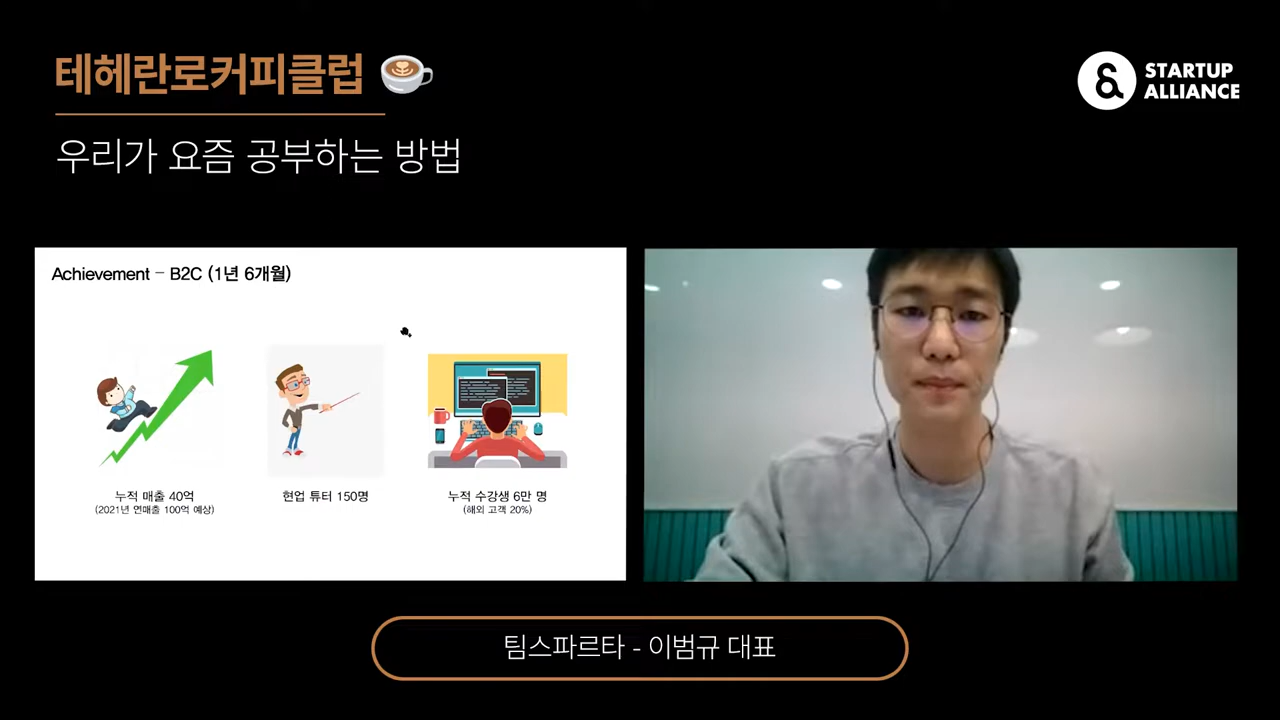 테헤란로커피클럽
STARTUP
ALLIANCE
우리가 요즘 공부하는 방법
Achievement – B2C (1년 6개월)
누적 매출 40억
(2021년 연매출 100억 예상)
현업 튜터 150명
누적 수강생 6만 명
(해외 고객 20%)
팀스파르타 - 이범규 대표